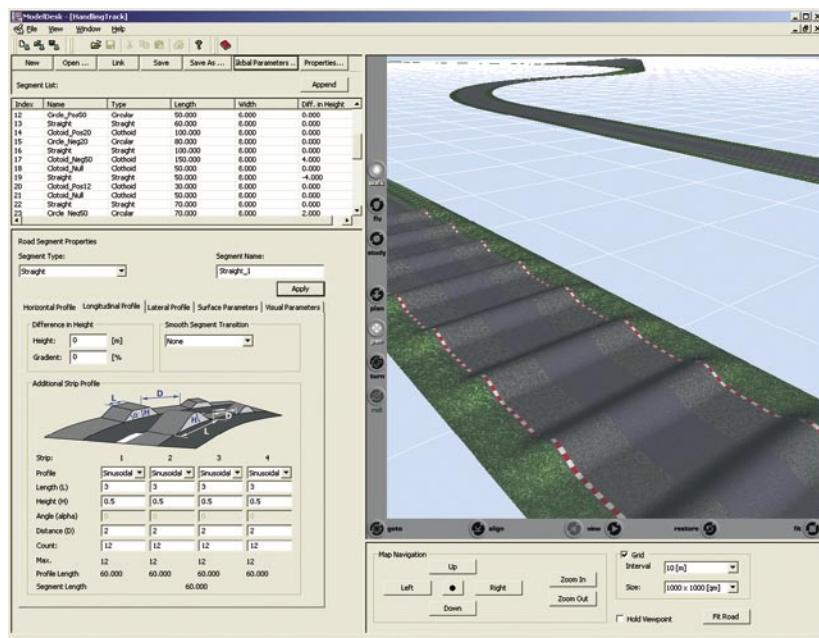 ModelDesk - [HandlingTrack]
File View Window Help
New Open ... Link Save Save As ... Properties...
Segment List: Append
Index Name Type Length Width Diff. in Height
12 Circle_Pos50 Circular 50.000 8.000 0.000
13 Straight Straight 60.000 8.000 0.000
14 Clotoid_Pos20 Clothoid 100.000 8.000 0.000
15 Circle_Neg20 Circular 80.000 8.000 0.000
16 Straight Straight 100.000 8.000 0.000
17 Clotoid_Neg50 Clothoid 150.000 8.000 4.000
18 Clotoid_Null Clothoid 50.000 8.000 0.000
19 Straight Straight 50.000 8.000 -4.000
20 Clotoid_Pos12 Clothoid 30.000 8.000 0.000
21 Clotoid_Null Clothoid 50.000 8.000 0.000
22 Straight Straight 70.000 8.000 0.000
23 Circle_Neg50 Circular 70.000 8.000 2.000
Road Segment Properties
Segment Type: Segment Name:
Straight Straight_1
Apply
Horizontal Profile Longitudinal Profile Lateral Profile Surface Parameters Visual Parameters
Difference in Height Smooth Segment Transition
Height: 0 [m] None
Gradient: 0 [%
Additional Strip Profile
L D
α H H D
L
Strip: 1 2 3 4
Profile Sinusoidal Sinusoidal Sinusoidal Sinusoidal
Length (L) 3 3 3 3
Height (H) 0.5 0.5 0.5 0.5
Angle (alpha) 0 0 0 0
Distance (D) 2 2 2 2
Count: 12 12 12 12
Max. 12 12 12 12
Profile Length 60.000 60.000 60.000 60.000
Segment Length 60.000
walk
fly
study
plan
pan
turn
roll
goto align view restore fit
Map Navigation
Up
Left Right
Down
Zoom In
Zoom Out
Grid
Interval 10 [m]
Size: 1000 x 1000 [qm]
Hold Viewpoint Fit Road